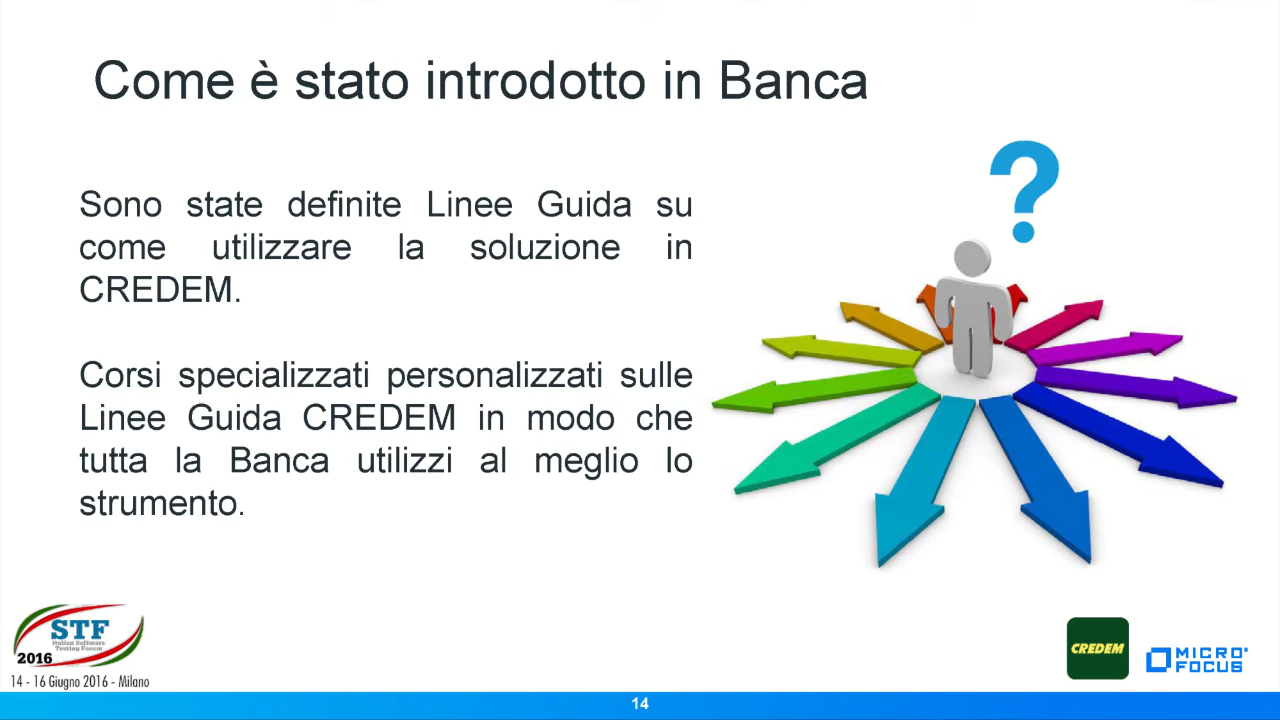 Come è stato introdotto in Banca
?
Sono state definite Linee Guida su
come utilizzare la soluzione in
CREDEM.
Corsi specializzati personalizzati sulle
Linee Guida CREDEM in modo che
tutta la Banca utilizzi al meglio lo
strumento.
STF
Italian Software
Testing Forum
2016
14 - 16 Giugno 2016 - Milano
CREDEM
MICRO
FOCUS
14